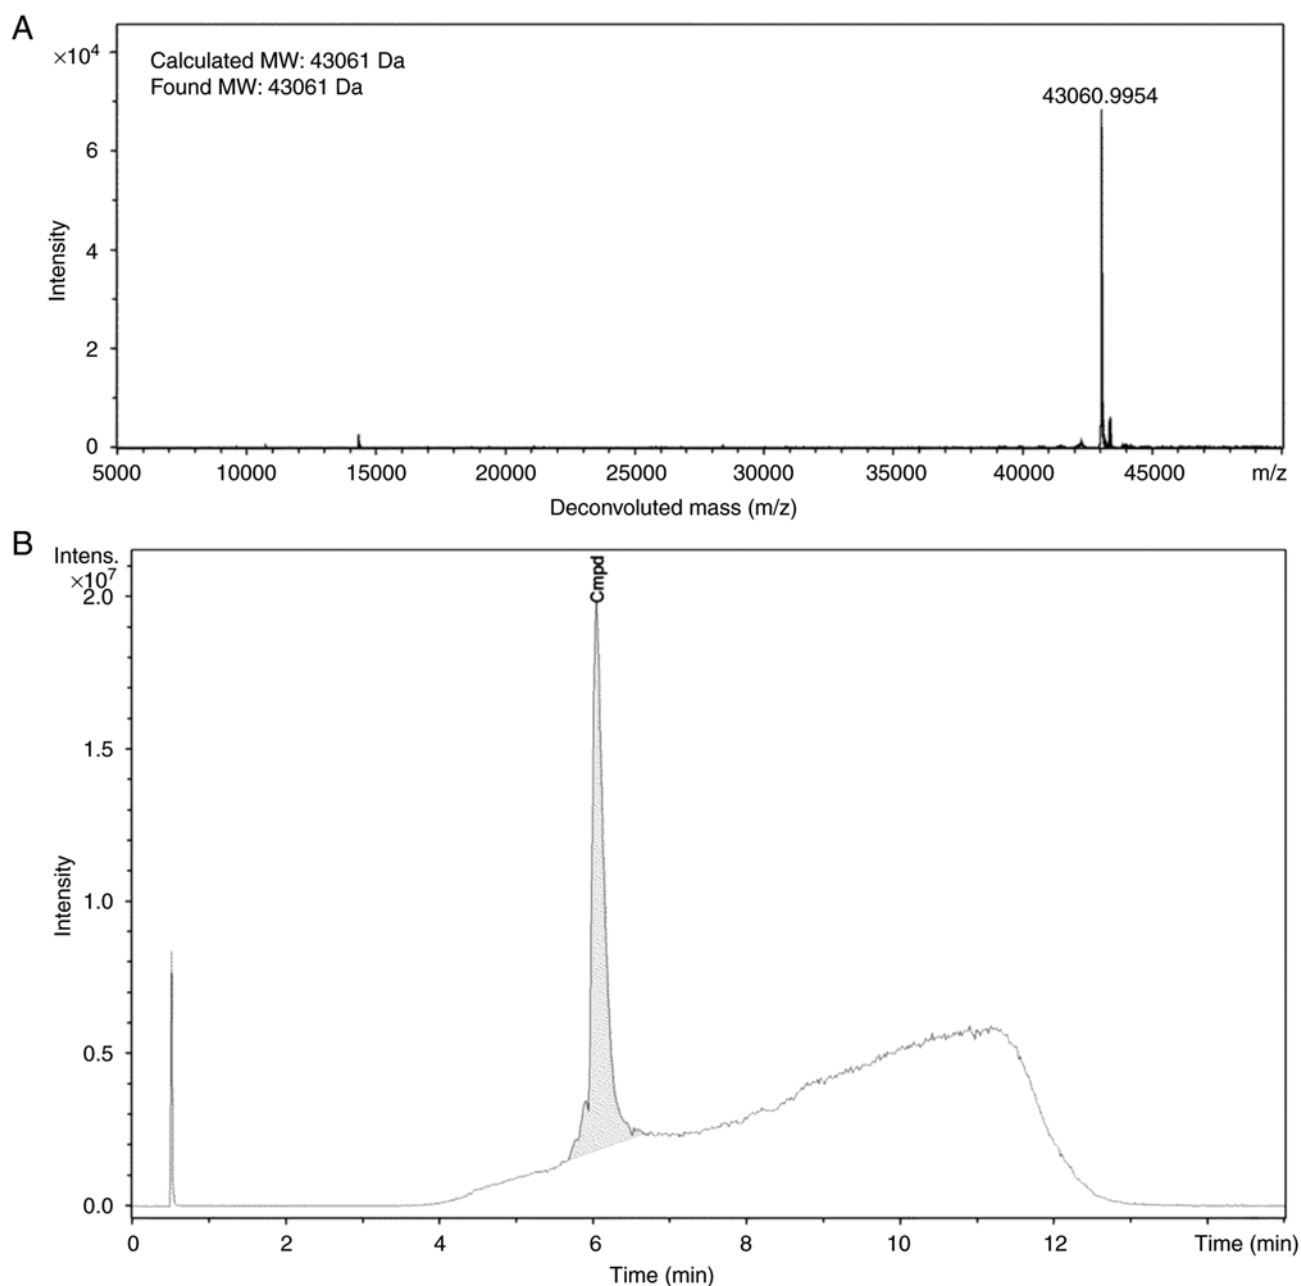 A
×10⁴
Calculated MW: 43061 Da
Found MW: 43061 Da
43060.9954
6
4
2
0
Intensity
5000 10000 15000 20000 25000 30000 35000 40000 45000 m/z
Deconvoluted mass (m/z)
B
Intens.
×10⁷
Cmpd
2.0
1.5
1.0
0.5
0.0
Intensity
0 2 4 6 8 10 12 Time (min)
Time (min)